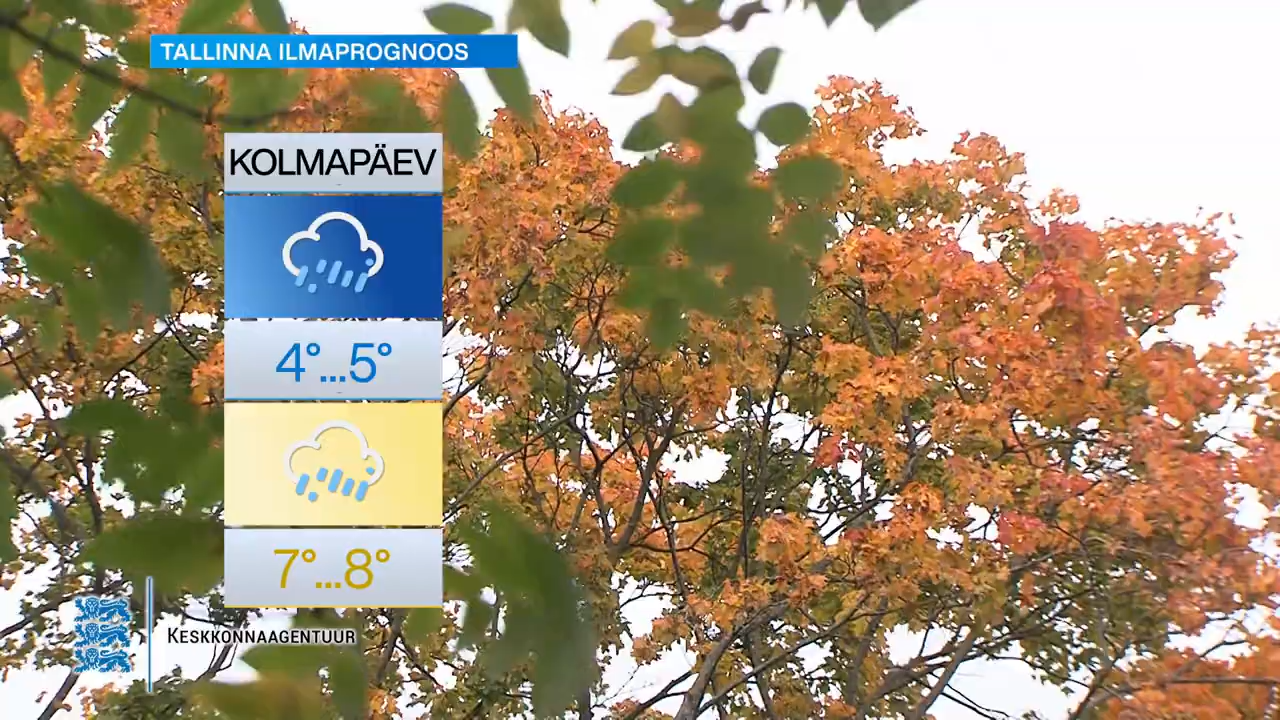 TALLINNA ILMAPROGNOOS
KOLMAPÄEV
4°...5°
7°...8°
KESKKONNAAGENTUUR